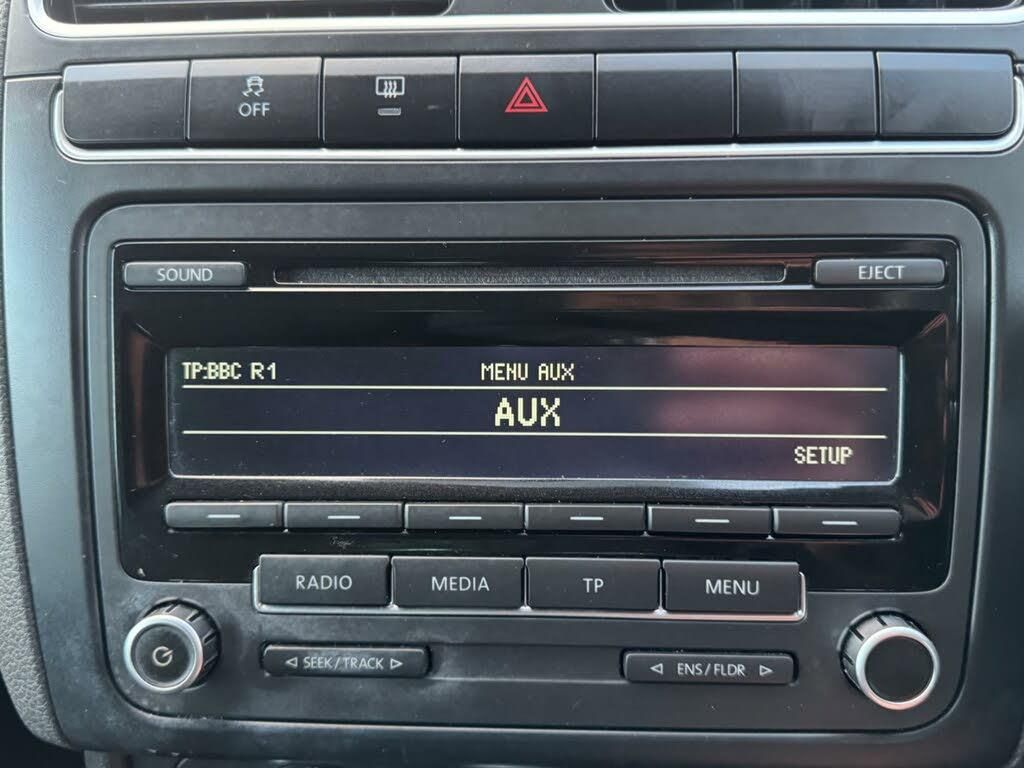 OFF
SOUND
EJECT
TP:BBC R1 MENU AUX
AUX
SETUP
RADIO MEDIA TP MENU
SEEK/TRACK ENS/FLDR